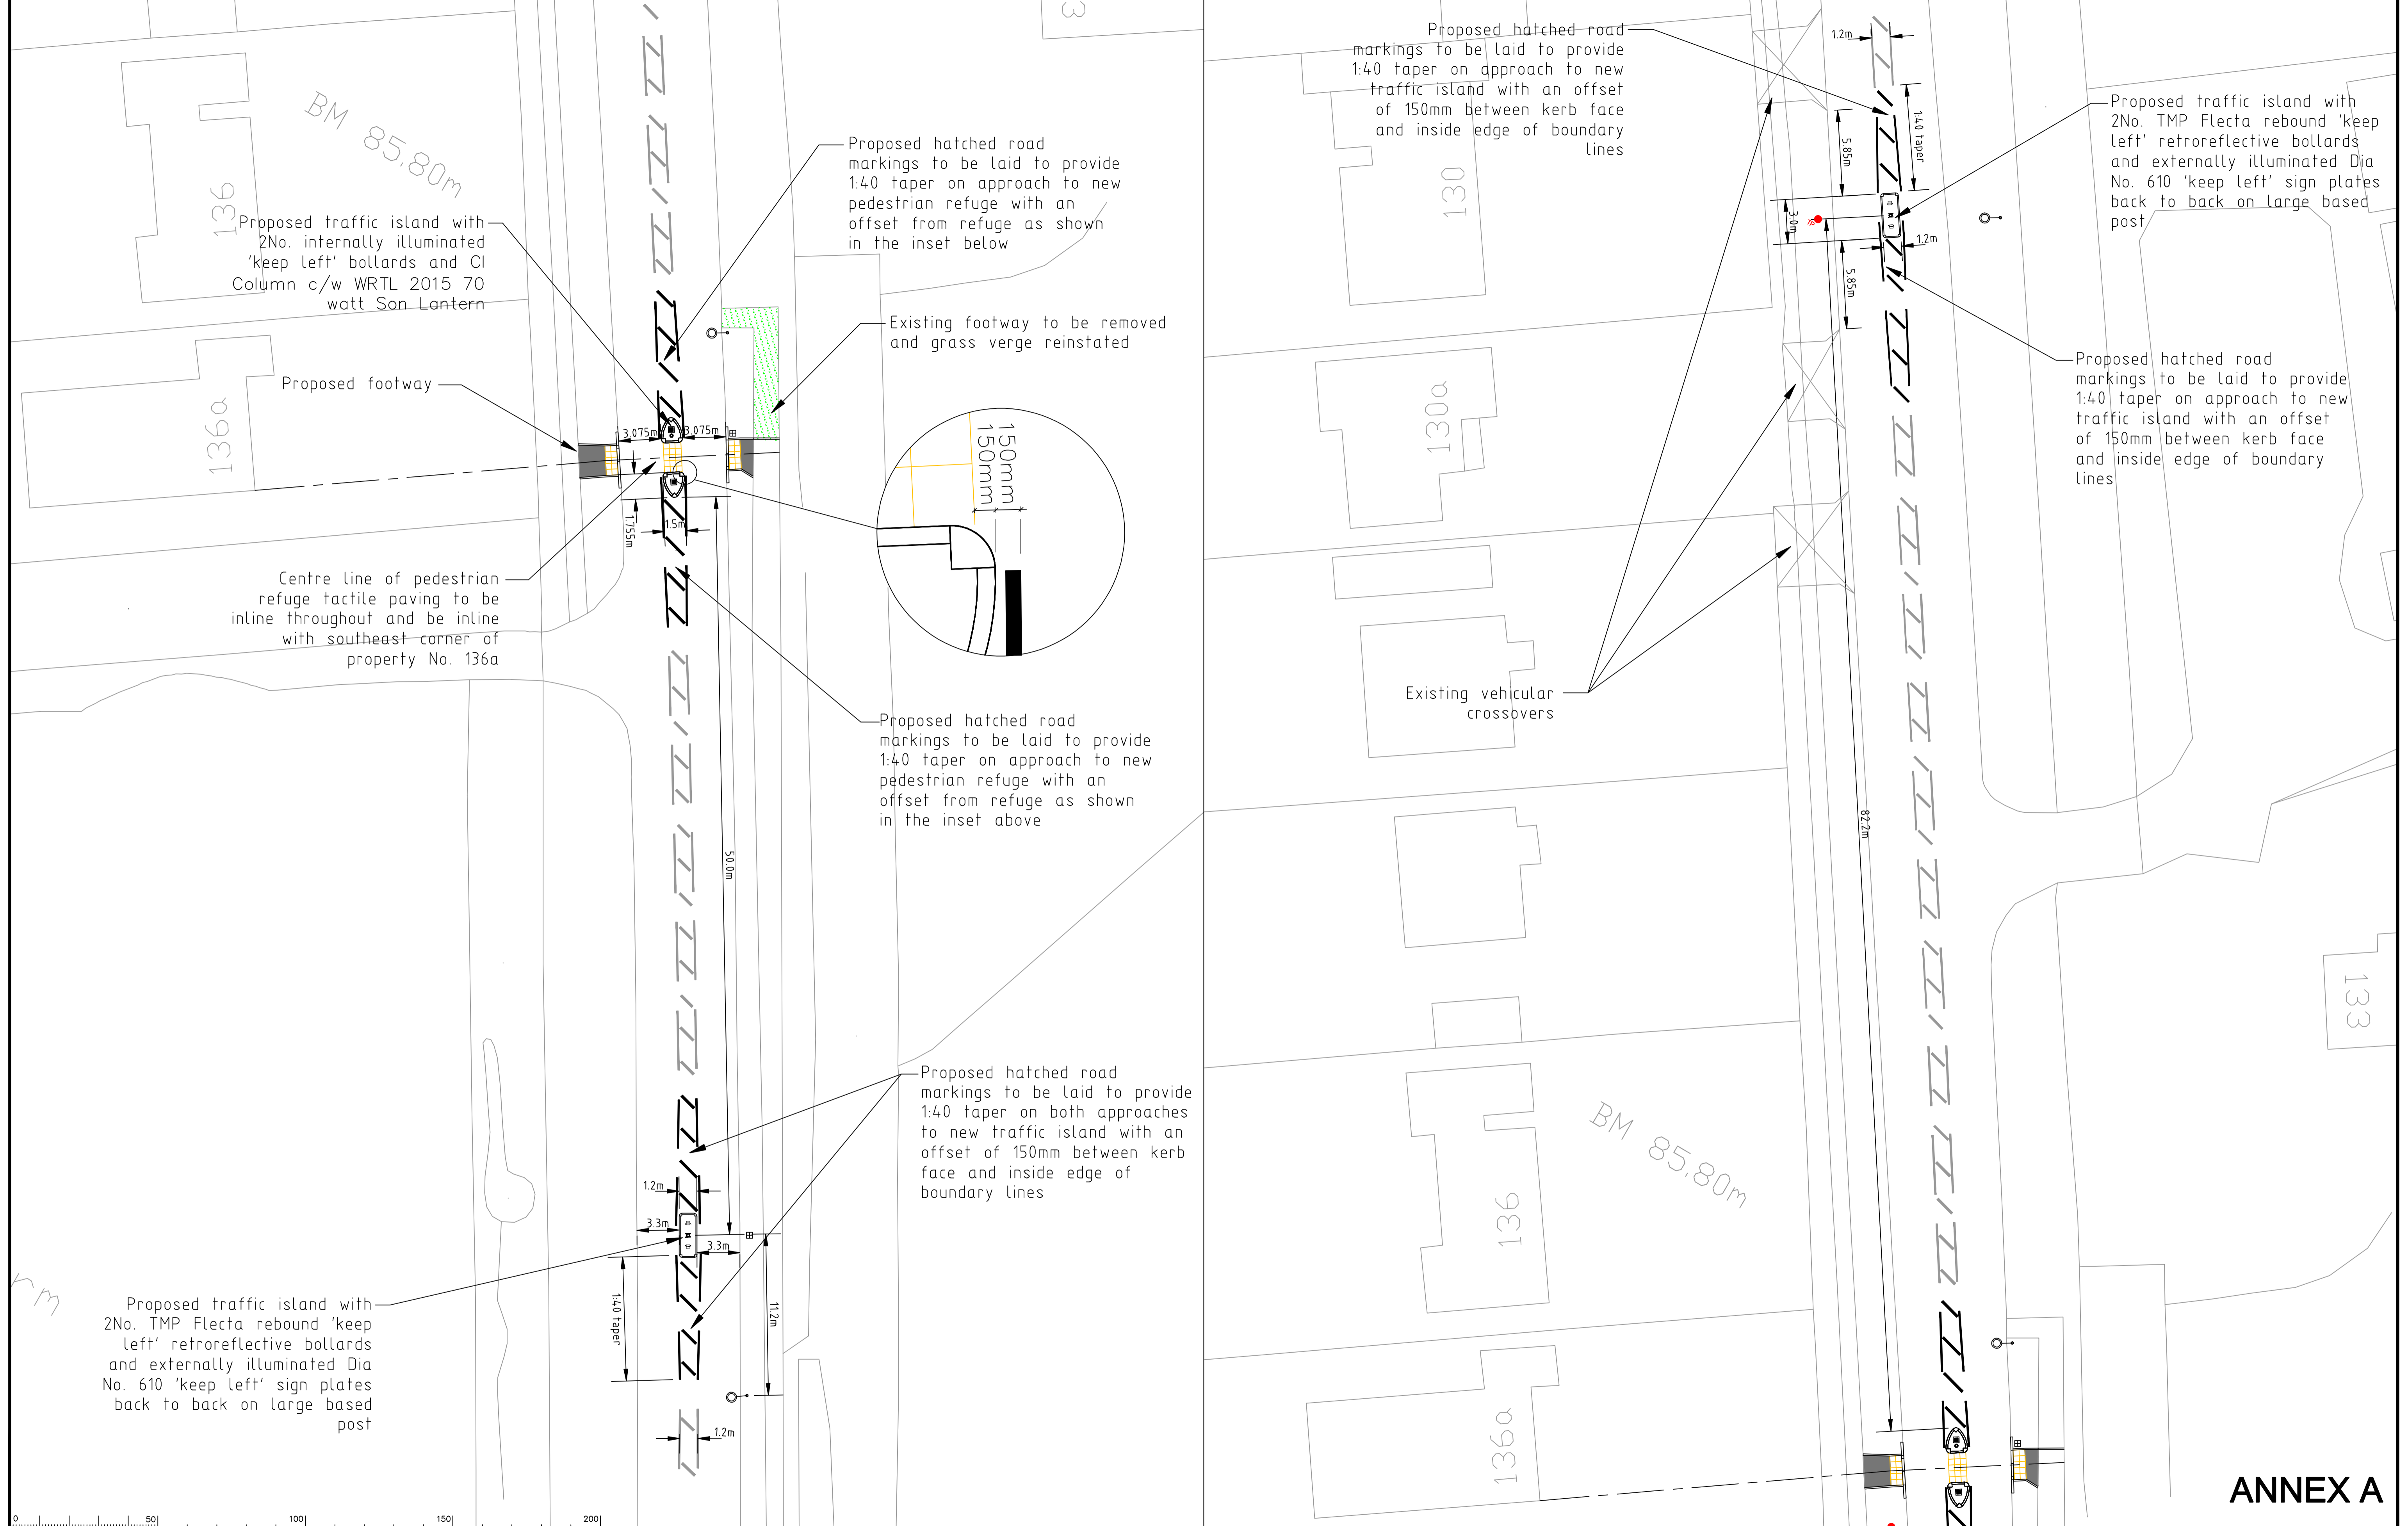 136
BM 85.80m
Proposed traffic island with
2No. internally illuminated
'keep left' bollards and CI
Column c/w WRTL 2015 70
watt Son Lantern
Proposed hatched road
markings to be laid to provide
1:40 taper on approach to new
pedestrian refuge with an
offset from refuge as shown
in the inset below
Existing footway to be removed
and grass verge reinstated
Proposed footway
136a
3.075m
3.075m
150mm
150mm
1.755m
1.5m
Centre line of pedestrian
refuge tactile paving to be
inline throughout and be inline
with southeast corner of
property No. 136a
Proposed hatched road
markings to be laid to provide
1:40 taper on approach to new
pedestrian refuge with an
offset from refuge as shown
in the inset above
50.0m
Proposed hatched road
markings to be laid to provide
1:40 taper on both approaches
to new traffic island with an
offset of 150mm between kerb
face and inside edge of
boundary lines
1.2m
3.3m
3.3m
1:40 taper
11.2m
1.2m
Proposed traffic island with
2No. TMP Flecta rebound 'keep
left' retroreflective bollards
and externally illuminated Dia
No. 610 'keep left' sign plates
back to back on large based
post
m
0 50 100 150 200
3
Proposed hatched road
markings to be laid to provide
1:40 taper on approach to new
traffic island with an offset
of 150mm between kerb face
and inside edge of boundary
lines
1.2m
1:40 taper
5.85m
3.0m
5.85m
1.2m
Proposed traffic island with
2No. TMP Flecta rebound 'keep
left' retroreflective bollards
and externally illuminated Dia
No. 610 'keep left' sign plates
back to back on large based
post
130
130a
Proposed hatched road
markings to be laid to provide
1:40 taper on approach to new
traffic island with an offset
of 150mm between kerb face
and inside edge of boundary
lines
Existing vehicular
crossovers
82.2m
133
BM 85.80m
136
136a
ANNEX A